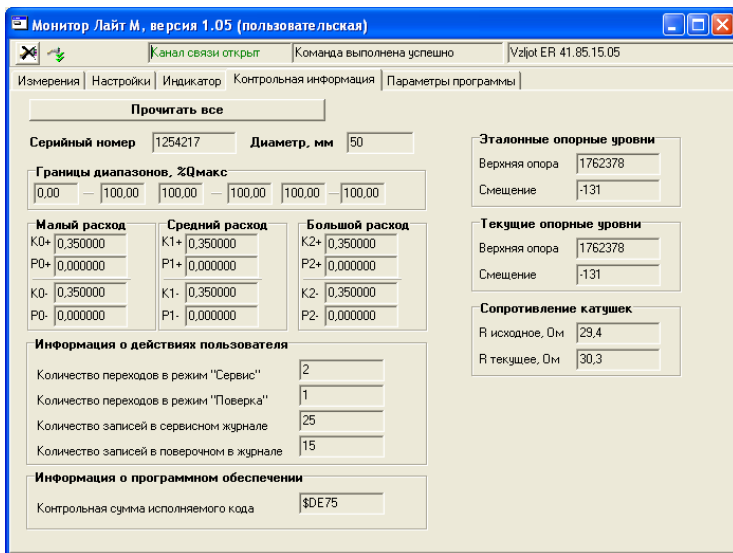 Монитор Лайт М, версия 1.05 (пользовательская)
Канал связи открыт Команда выполнена успешно Vzljot ER 41.85.15.05
Измерения Настройки Индикатор Контрольная информация Параметры программы
Прочитать все
Серийный номер 1254217 Диаметр, мм 50
Границы диапазонов, %Qмакс
0,00 — 100,00 100,00 — 100,00 100,00 — 100,00
Малый расход Средний расход Большой расход
K0+ 0,350000 K1+ 0,350000 K2+ 0,350000
P0+ 0,000000 P1+ 0,000000 P2+ 0,000000
K0- 0,350000 K1- 0,350000 K2- 0,350000
P0- 0,000000 P1- 0,000000 P2- 0,000000
Информация о действиях пользователя
Количество переходов в режим "Сервис" 2
Количество переходов в режим "Поверка" 1
Количество записей в сервисном журнале 25
Количество записей в поверочном в журнале 15
Информация о программном обеспечении
Контрольная сумма исполняемого кода $DE75
Эталонные опорные уровни
Верхняя опора 1762378
Смещение -131
Текущие опорные уровни
Верхняя опора 1762378
Смещение -131
Сопротивление катушек
R исходное, Ом 29,4
R текущее, Ом 30,3